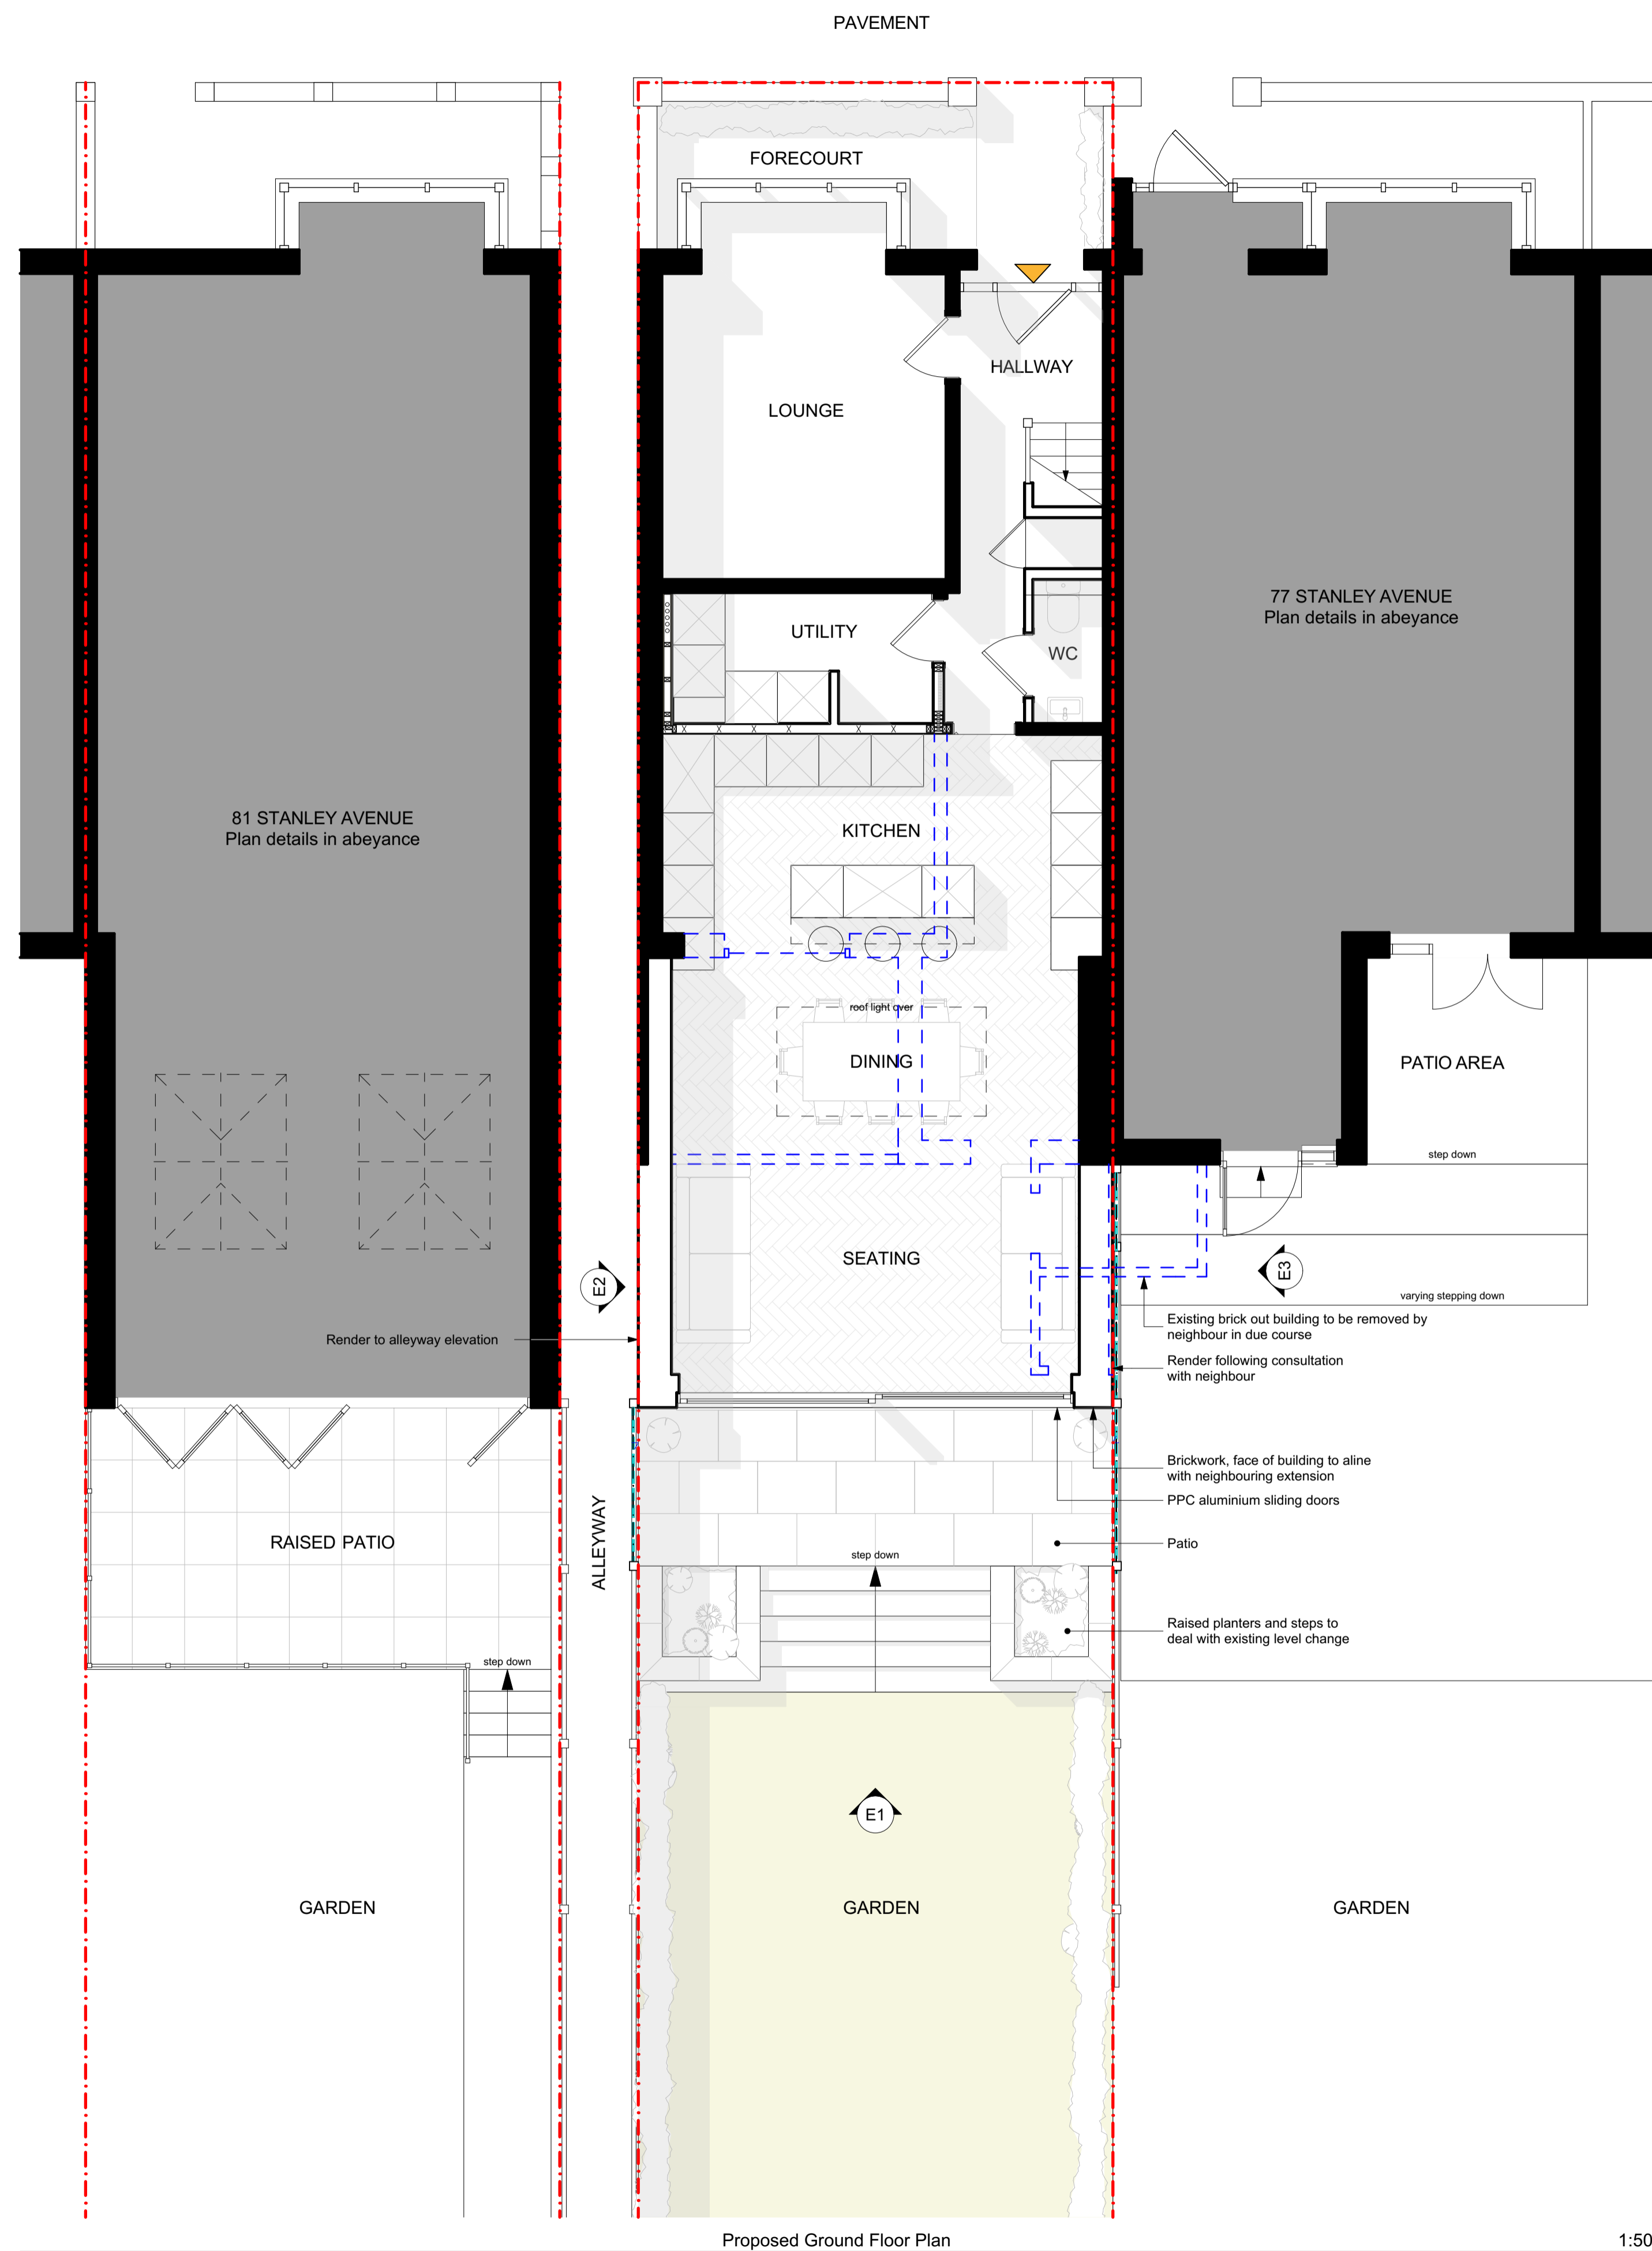 PAVEMENT
FORECOURT
HALLWAY
LOUNGE
77 STANLEY AVENUE
Plan details in abeyance
UTILITY
WC
81 STANLEY AVENUE
Plan details in abeyance
KITCHEN
roof light over
DINING
PATIO AREA
step down
SEATING
E2
E3
varying stepping down
Existing brick out building to be removed by
neighbour in due course
Render to alleyway elevation
Render following consultation
with neighbour
Brickwork, face of building to aline
with neighbouring extension
PPC aluminium sliding doors
ALLEYWAY
RAISED PATIO
Patio
step down
Raised planters and steps to
deal with existing level change
step down
E1
GARDEN
GARDEN
GARDEN
Proposed Ground Floor Plan
1:50